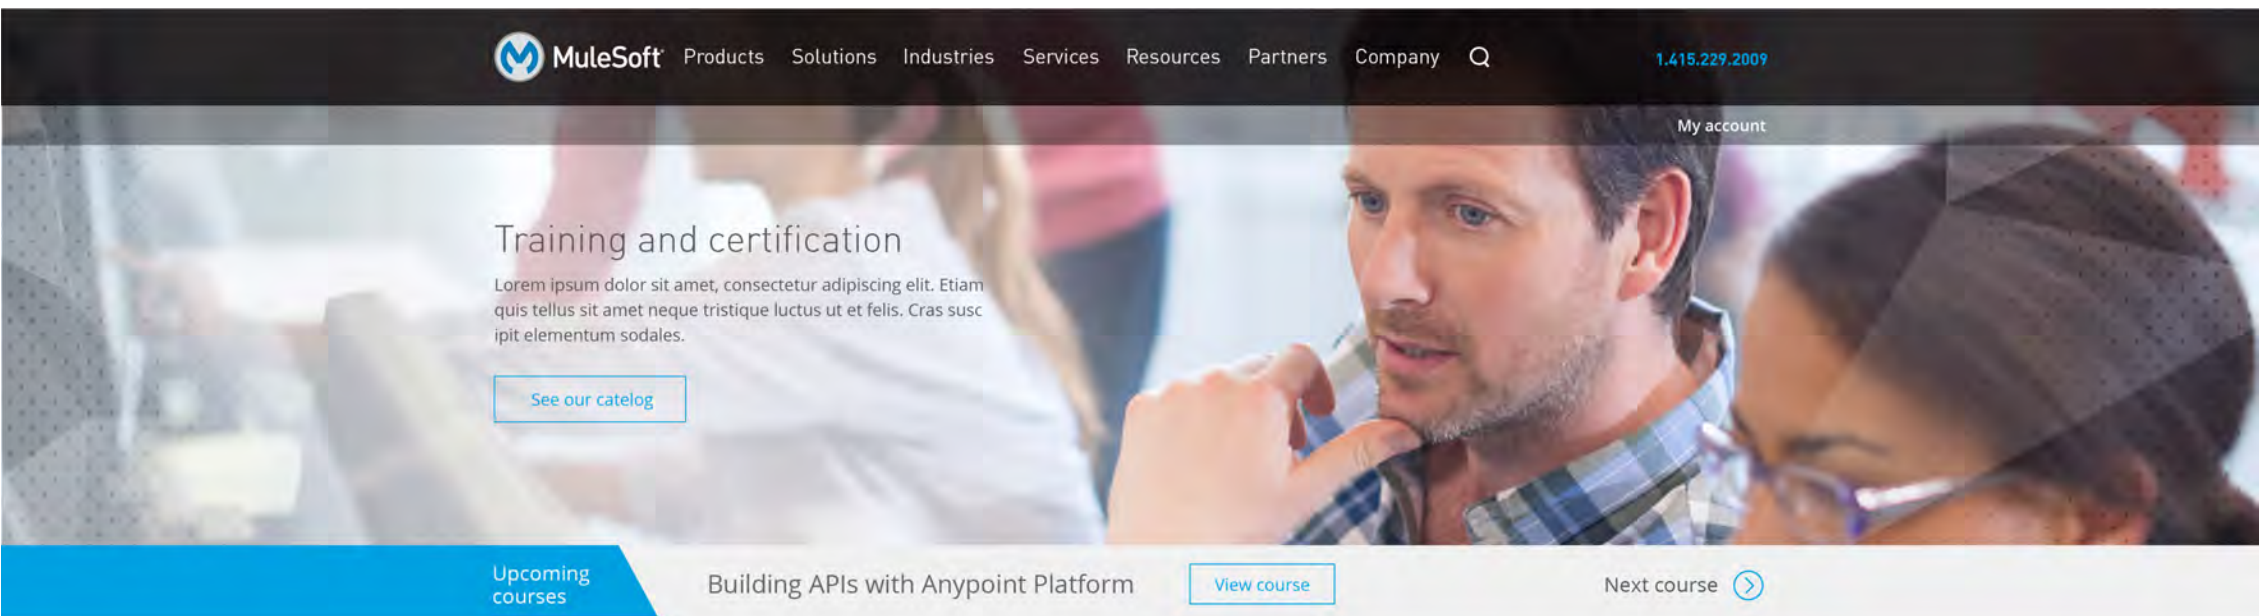 MuleSoft Products Solutions Industries Services Resources Partners Company 1.415.229.2009
My account
Training and certification
Lorem ipsum dolor sit amet, consectetur adipiscing elit. Etiam
quis tellus sit amet neque tristique luctus ut et felis. Cras susc
ipit elementum sodales.
See our catelog
Upcoming
courses
Building APIs with Anypoint Platform
View course
Next course